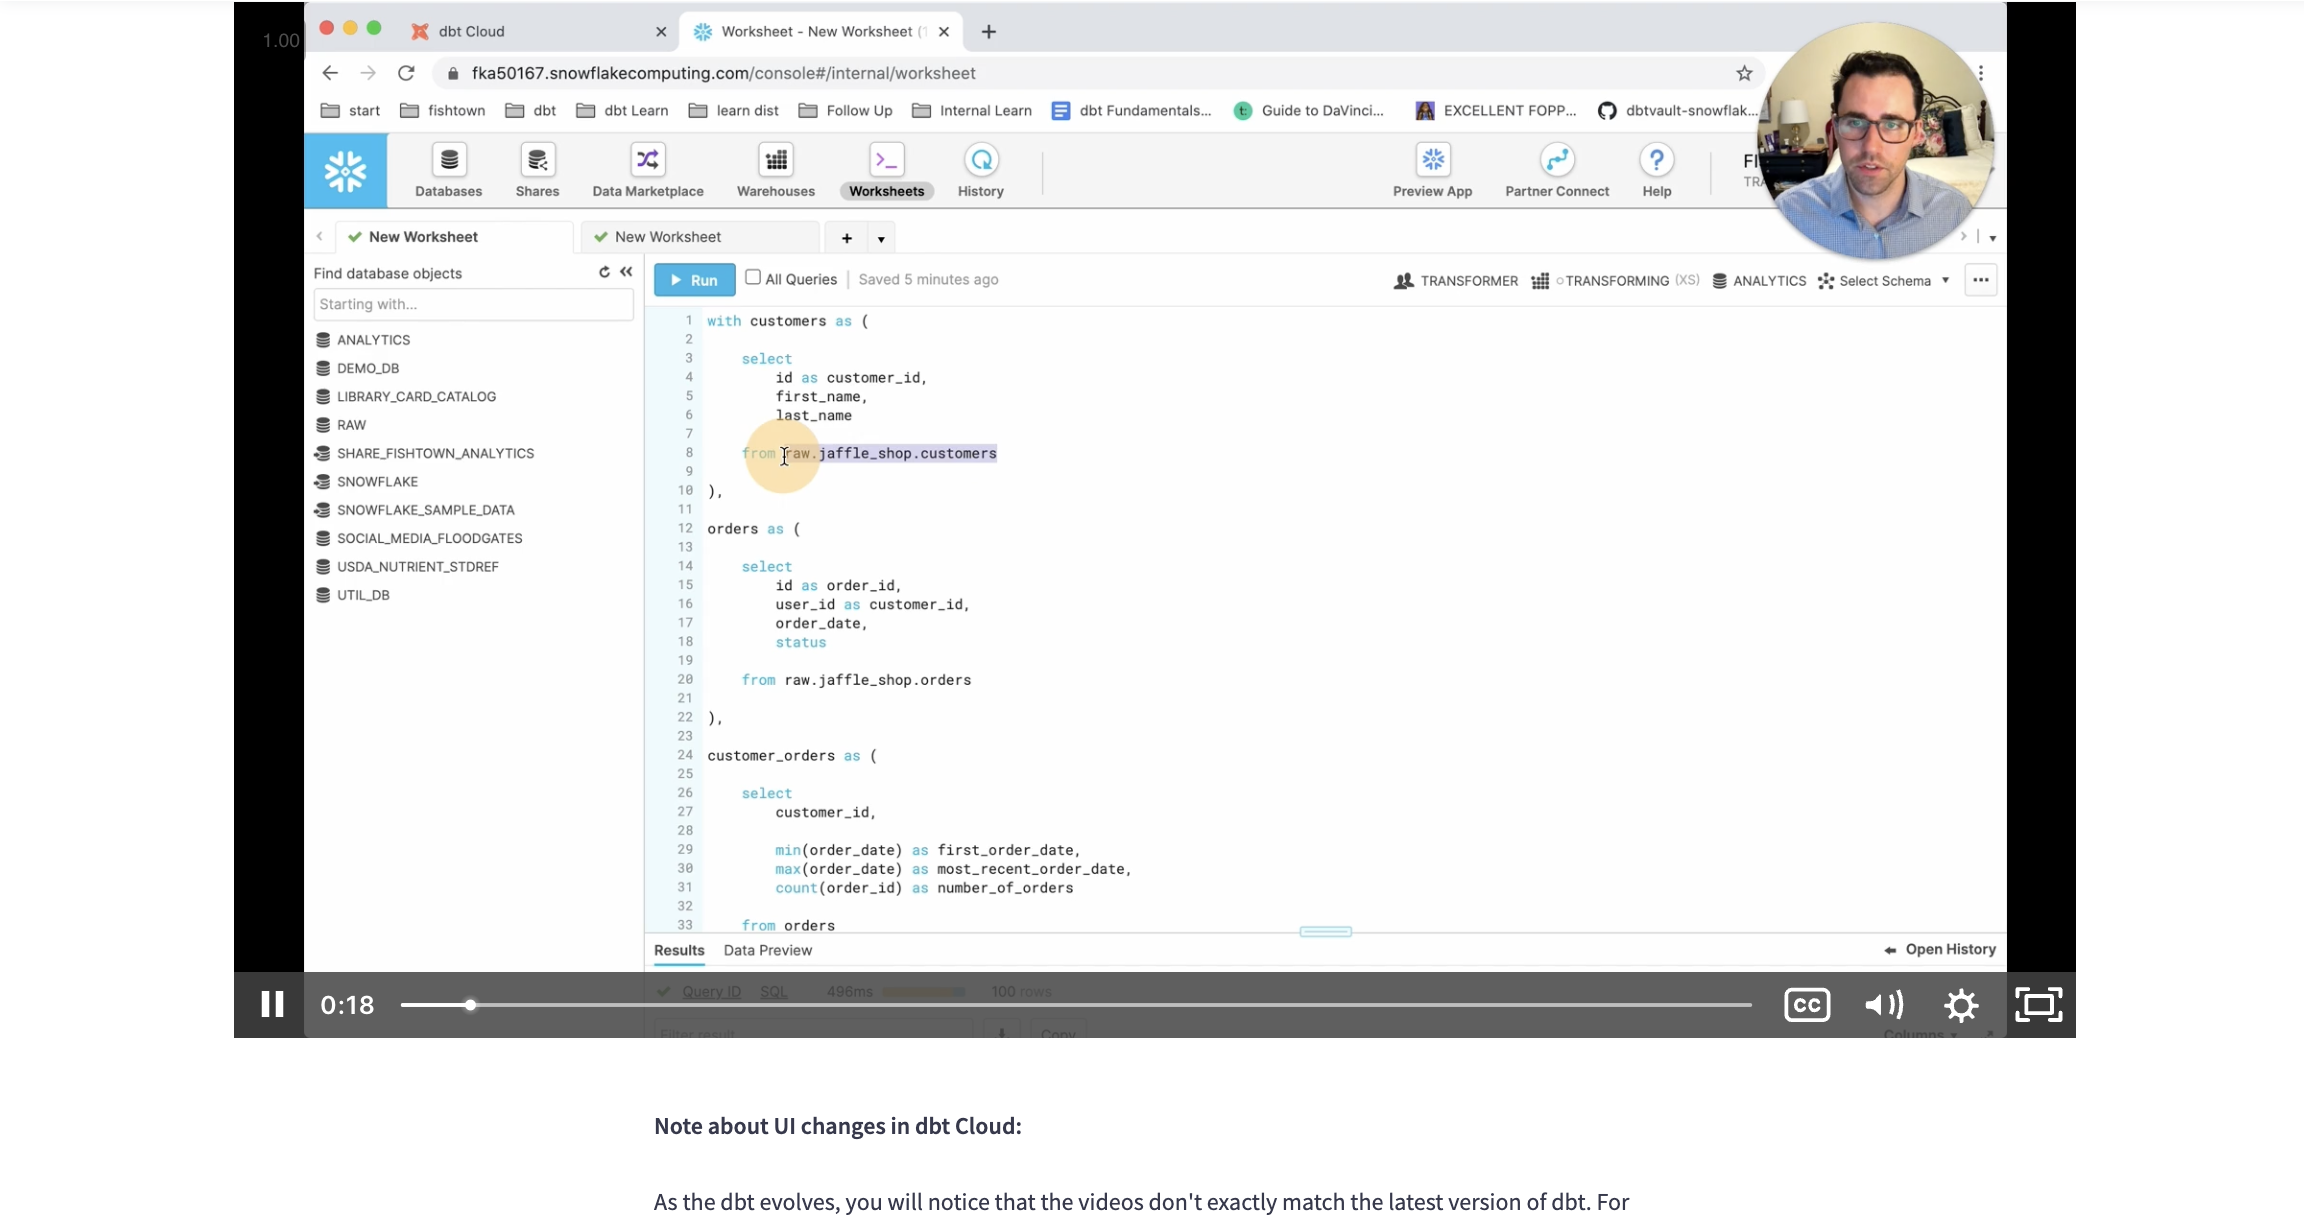 1.00
dbt Cloud
Worksheet - New Worksheet (1
fka50167.snowflakecomputing.com/console#/internal/worksheet
start fishtown dbt dbt Learn learn dist Follow Up Internal Learn dbt Fundamentals... Guide to DaVinci... EXCELLENT FOPP... dbtvault-snowflak...
Databases Shares Data Marketplace Warehouses Worksheets History Preview App Partner Connect Help
New Worksheet New Worksheet
Find database objects
Starting with...
ANALYTICS
DEMO_DB
LIBRARY_CARD_CATALOG
RAW
SHARE_FISHTOWN_ANALYTICS
SNOWFLAKE
SNOWFLAKE_SAMPLE_DATA
SOCIAL_MEDIA_FLOODGATES
USDA_NUTRIENT_STDREF
UTIL_DB
Run All Queries Saved 5 minutes ago TRANSFORMER TRANSFORMING (XS) ANALYTICS Select Schema
1 with customers as (
2
3 select
4 id as customer_id,
5 first_name,
6 last_name
7
8 from raw.jaffle_shop.customers
9
10 ),
11
12 orders as (
13
14 select
15 id as order_id,
16 user_id as customer_id,
17 order_date,
18 status
19
20 from raw.jaffle_shop.orders
21
22 ),
23
24 customer_orders as (
25
26 select
27 customer_id,
28
29 min(order_date) as first_order_date,
30 max(order_date) as most_recent_order_date,
31 count(order_id) as number_of_orders
32
33 from orders
Results Data Preview Open History
Query ID SQL 496ms 100 rows
Filter result Copy Columns
0:18 CC
Note about UI changes in dbt Cloud:
As the dbt evolves, you will notice that the videos don't exactly match the latest version of dbt. For